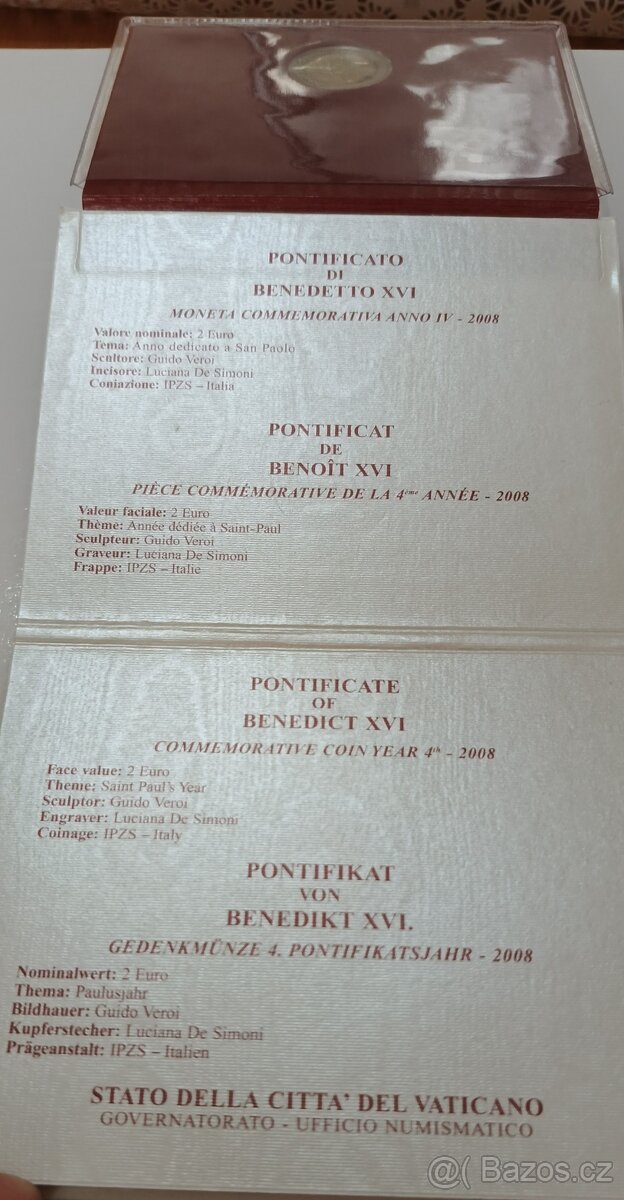 PONTIFICATO
DI
BENEDETTO XVI
MONETA COMMEMORATIVA ANNO IV - 2008
Valore nominale: 2 Euro
Tema: Anno dedicato a San Paolo
Scultore: Guido Veroi
Incisore: Luciana De Simoni
Coniazione: IPZS – Italia
PONTIFICAT
DE
BENOÎT XVI
PIÈCE COMMÉMORATIVE DE LA 4ème ANNÉE - 2008
Valeur faciale: 2 Euro
Thème: Année dédiée à Saint-Paul
Sculpteur: Guido Veroi
Graveur: Luciana De Simoni
Frappe: IPZS – Italie
PONTIFICATE
OF
BENEDICT XVI
COMMEMORATIVE COIN YEAR 4th - 2008
Face value: 2 Euro
Theme: Saint Paul's Year
Sculptor: Guido Veroi
Engraver: Luciana De Simoni
Coinage: IPZS – Italy
PONTIFIKAT
VON
BENEDIKT XVI.
GEDENKMÜNZE 4. PONTIFIKATSJAHR - 2008
Nominalwert: 2 Euro
Thema: Paulusjahr
Bildhauer: Guido Veroi
Kupferstecher: Luciana De Simoni
Prägeanstalt: IPZS – Italien
STATO DELLA CITTA' DEL VATICANO
GOVERNATORATO - UFFICIO NUMISMATICO
@( Bazos.cz